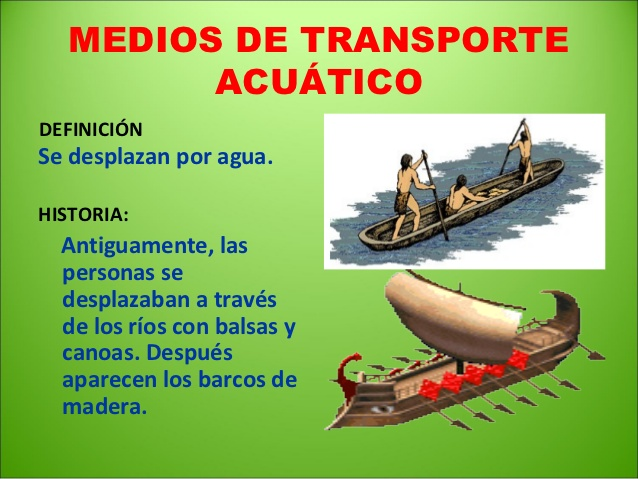 MEDIOS DE TRANSPORTE
ACUÁTICO
DEFINICIÓN
Se desplazan por agua.
HISTORIA:
Antiguamente, las
personas se
desplazaban a través
de los ríos con balsas y
canoas. Después
aparecen los barcos de
madera.